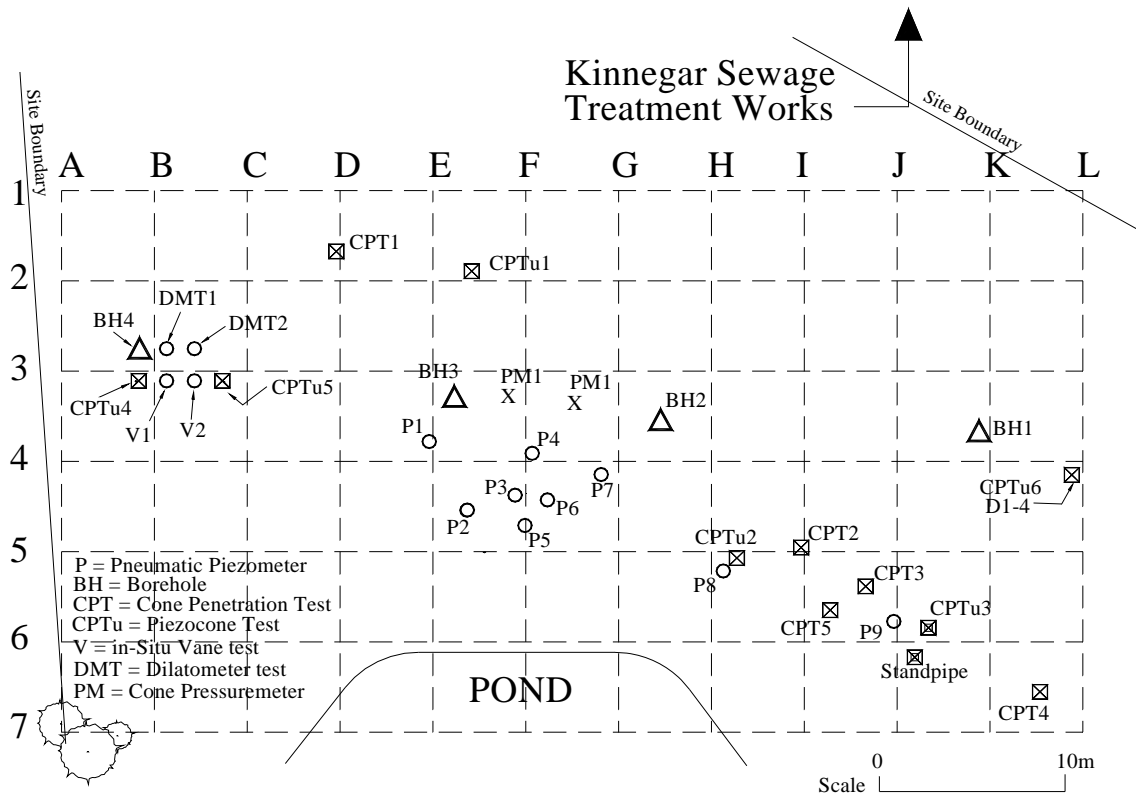 Kinnegar Sewage
Treatment Works
Site Boundary
Site Boundary
A B C D E F G H I J K L
1
CPT1
CPTu1
2
DMT1
BH4
DMT2
3
BH3
PM1
PM1
CPTu4
CPTu5
BH2
V1
V2
P1
P4
BH1
4
P3
P7
CPTu6
D1-4
P2
P6
P5
CPTu2
CPT2
5
P = Pneumatic Piezometer
BH = Borehole
CPT = Cone Penetration Test
CPTu = Piezocone Test
V = in-Situ Vane test
DMT = Dilatometer test
PM = Cone Pressuremeter
P8
CPT3
CPTu3
CPT5
P9
6
Standpipe
POND
CPT4
7
0 10m
Scale